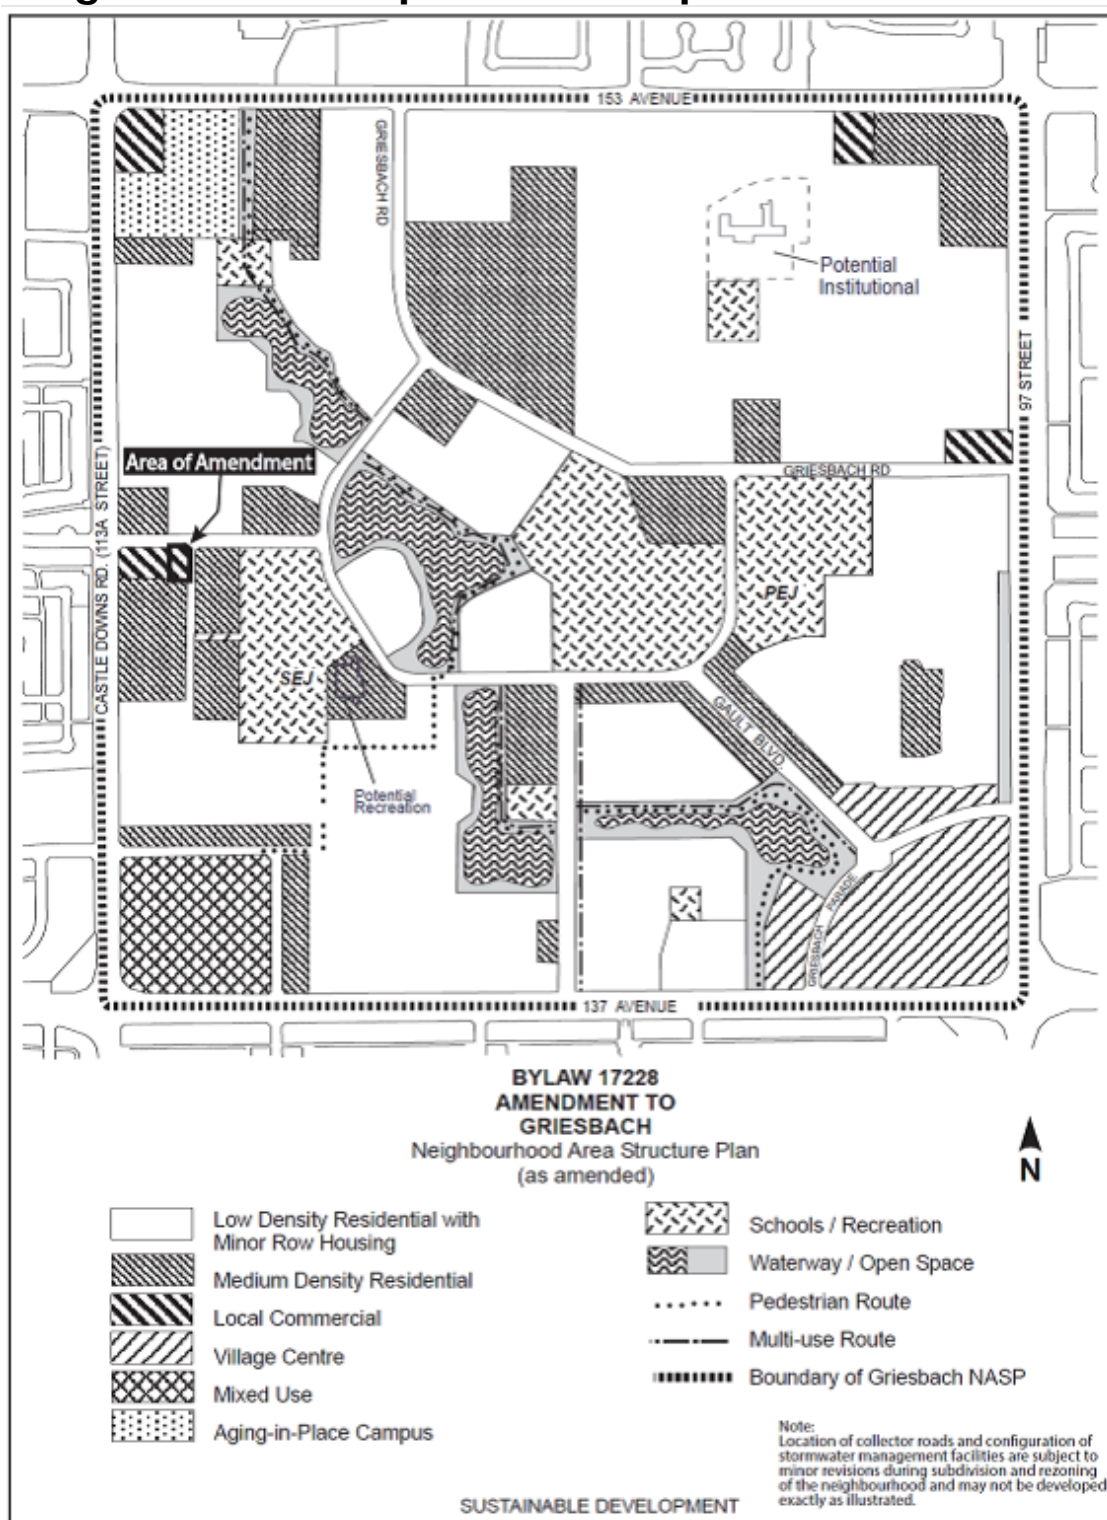 153 AVENUE
GRIESBACH RD
Potential
Institutional
97 STREET
Area of Amendment
GRIESBACH RD
CASTLE DOWNS RD. (113A STREET)
PEJ
SEJ
GAULT BLVD.
Potential
Recreation
GRIESBACH PARADE
137 AVENUE
BYLAW 17228
AMENDMENT TO
GRIESBACH
Neighbourhood Area Structure Plan
(as amended)
N
Low Density Residential with
Minor Row Housing
Medium Density Residential
Local Commercial
Village Centre
Mixed Use
Aging-in-Place Campus
Schools / Recreation
Waterway / Open Space
Pedestrian Route
Multi-use Route
Boundary of Griesbach NASP
Note:
Location of collector roads and configuration of
stormwater management facilities are subject to
minor revisions during subdivision and rezoning
of the neighbourhood and may not be developed
exactly as illustrated.
SUSTAINABLE DEVELOPMENT